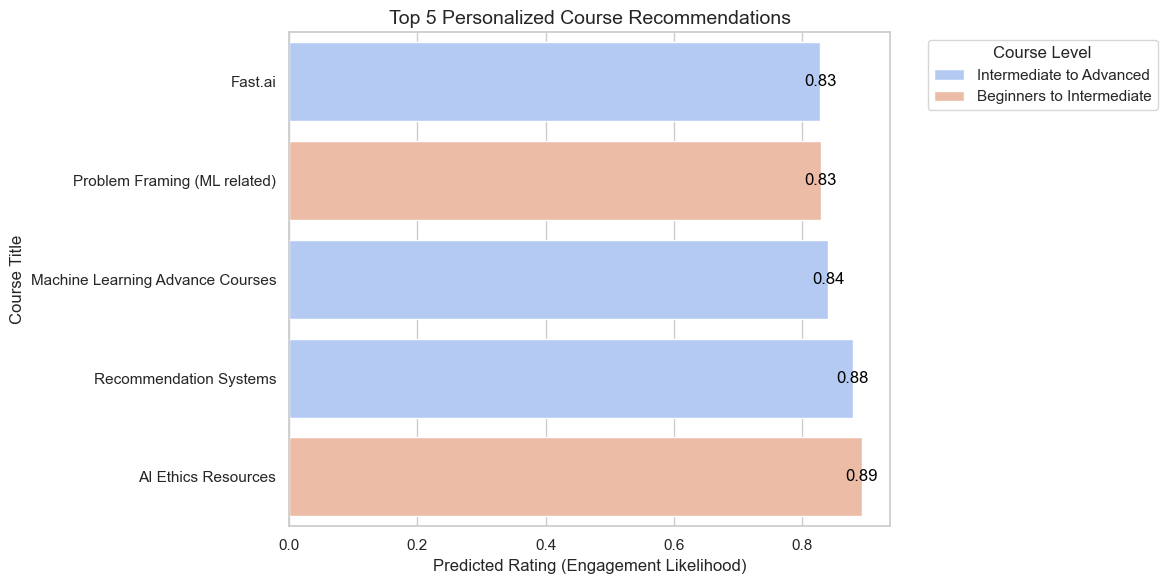 Top 5 Personalized Course Recommendations
Course Level
Intermediate to Advanced
Beginners to Intermediate
Course Title
Fast.ai
0.83
Problem Framing (ML related)
0.83
Machine Learning Advance Courses
0.84
Recommendation Systems
0.88
AI Ethics Resources
0.89
0.0 0.2 0.4 0.6 0.8
Predicted Rating (Engagement Likelihood)